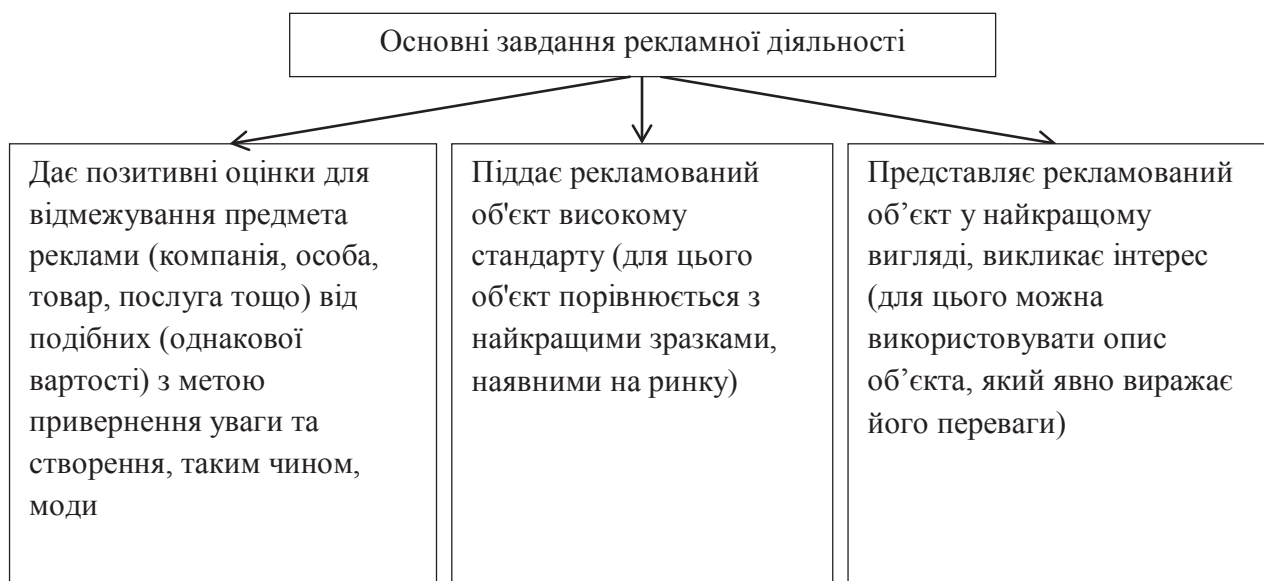 Основні завдання рекламної діяльності
Дає позитивні оцінки для
відмежування предмета
реклами (компанія, особа,
товар, послуга тощо) від
подібних (однакової
вартості) з метою
привернення уваги та
створення, таким чином,
моди
Піддає рекламований
об'єкт високому
стандарту (для цього
об'єкт порівнюється з
найкращими зразками,
наявними на ринку)
Представляє рекламований
об’єкт у найкращому
вигляді, викликає інтерес
(для цього можна
використовувати опис
об’єкта, який явно виражає
його переваги)